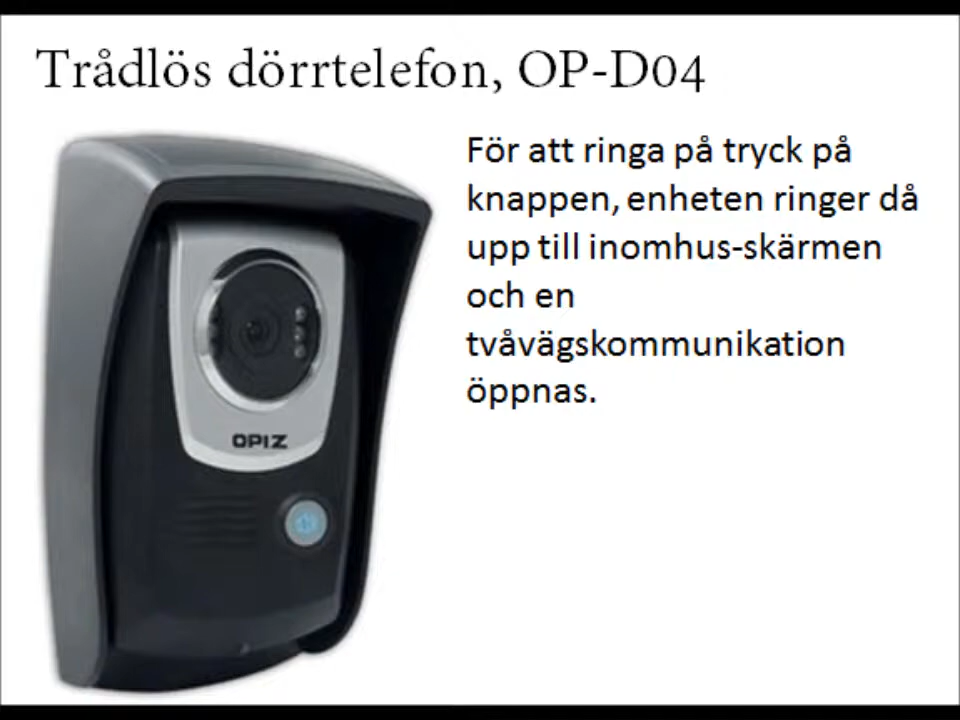 Trådlös dörrtelefon, OP-D04
För att ringa på tryck på
knappen, enheten ringer då
upp till inomhus-skärmen
och en
tvåvägskommunikation
öppnas.
OPIZ